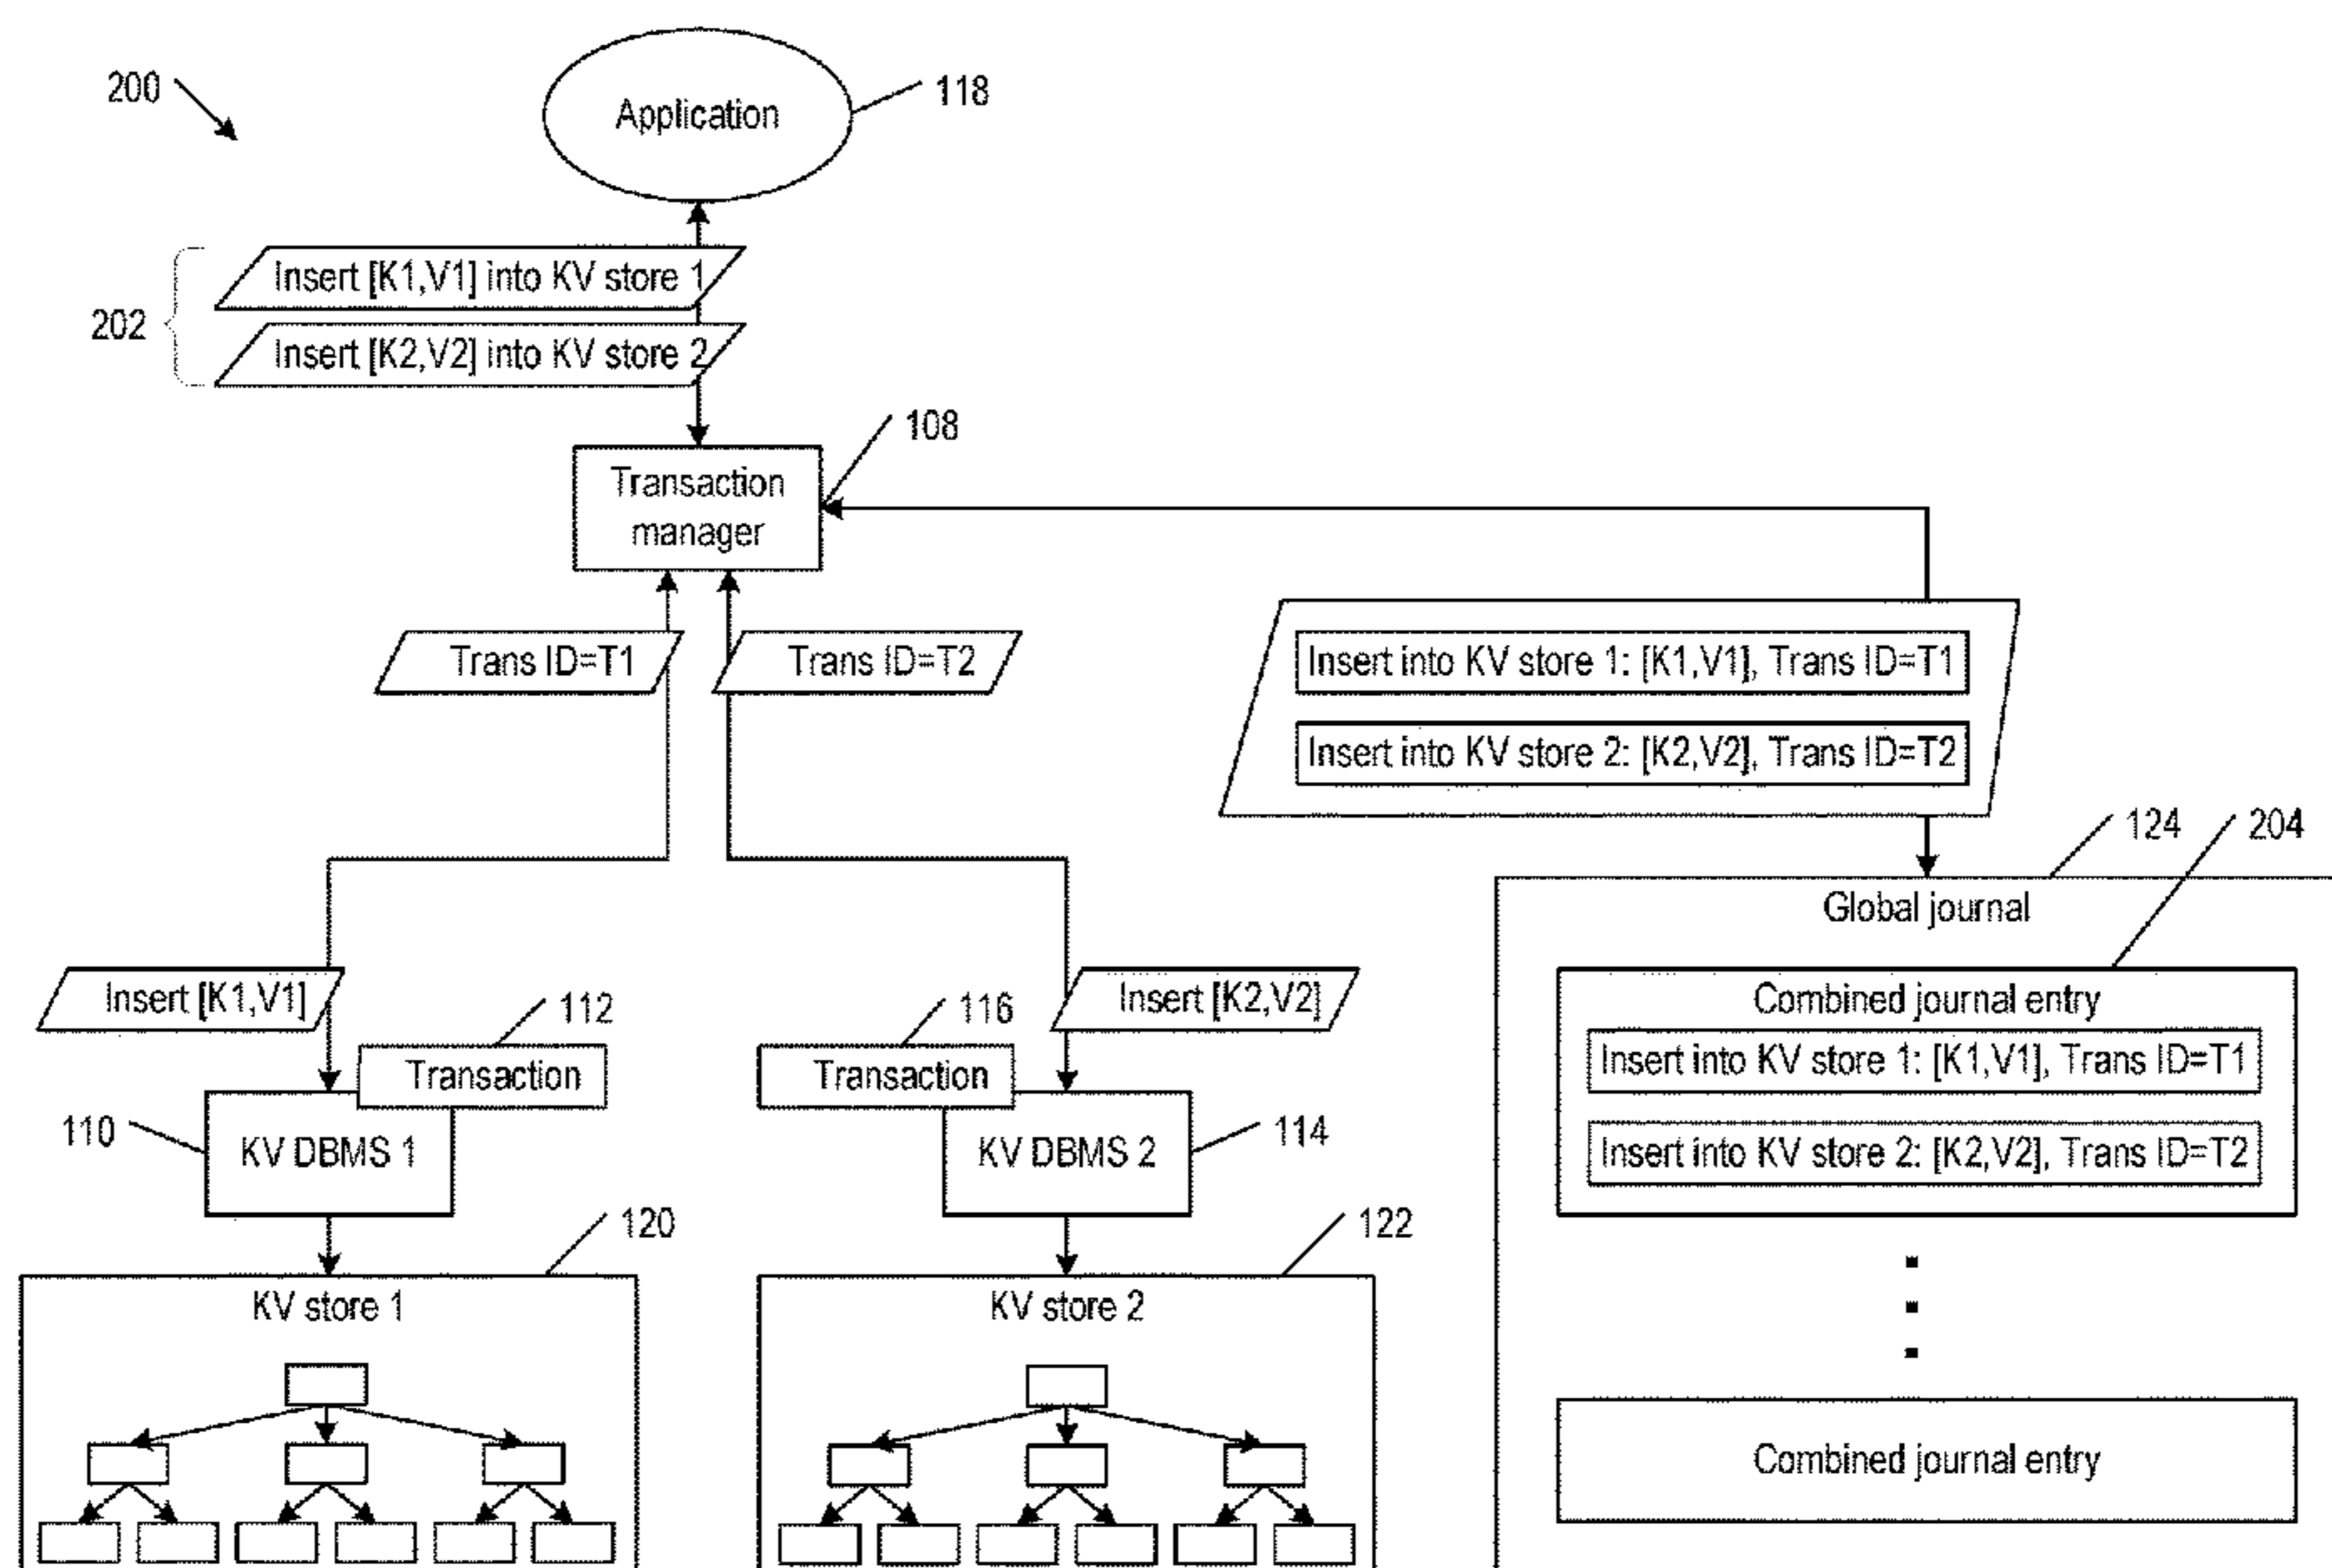 200
Application
118
Insert [K1,V1] into KV store 1
202
Insert [K2,V2] into KV store 2
108
Transaction
manager
Trans ID=T1
Trans ID=T2
Insert into KV store 1: [K1,V1], Trans ID=T1
Insert into KV store 2: [K2,V2], Trans ID=T2
124
204
Global journal
Insert [K1,V1]
112
116
Insert [K2,V2]
Combined journal entry
Insert into KV store 1: [K1,V1], Trans ID=T1
Insert into KV store 2: [K2,V2], Trans ID=T2
Transaction
Transaction
110
KV DBMS 1
KV DBMS 2
114
120
122
KV store 1
KV store 2
Combined journal entry